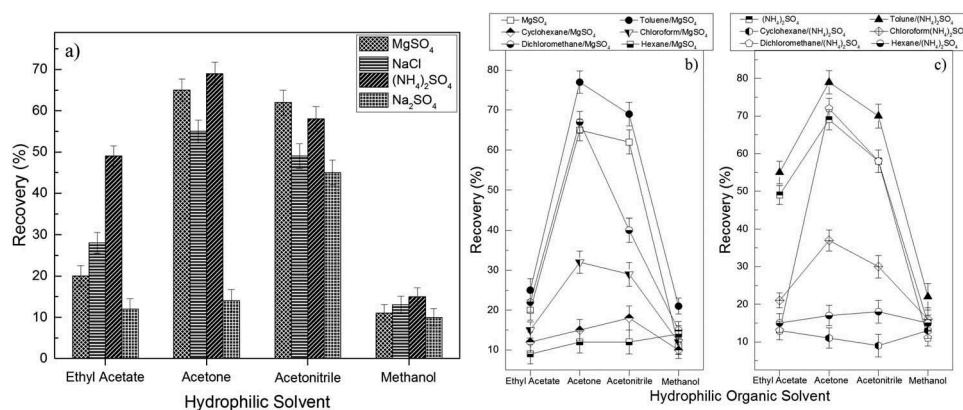 a)
MgSO4
NaCl
(NH4)2SO4
Na2SO4
Recovery (%)
70
60
50
40
30
20
10
0
Ethyl Acetate Acetone Acetonitrile Methanol
Hydrophilic Solvent
MgSO4 Toluene/MgSO4
Cyclohexane/MgSO4 Chloroform/MgSO4
Dichloromethane/MgSO4 Hexane/MgSO4
b)
Recovery (%)
80
70
60
50
40
30
20
10
Ethyl Acetate Acetone Acetonitrile Methanol
(NH4)2SO4 Tolune/(NH4)2SO4
Cyclohexane/(NH4)2SO4 Chloroform(NH4)2SO4
Dichloromethane/(NH4)2SO4 Hexane/(NH4)2SO4
c)
Recovery (%)
80
70
60
50
40
30
20
10
Ethyl Acetate Acetone Acetonitrile Methanol
Hydrophilic Organic Solvent